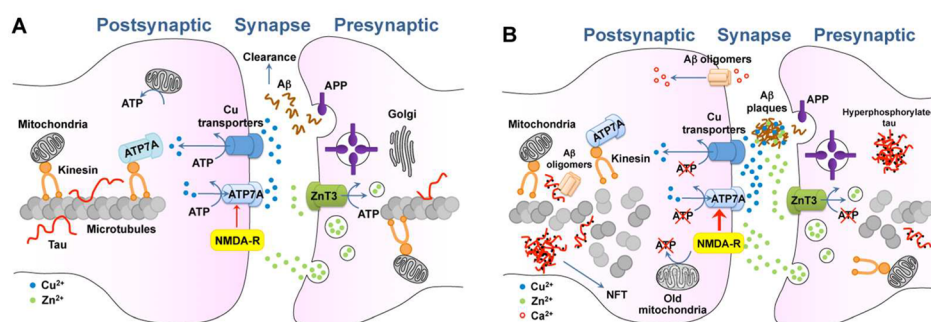 A
Postsynaptic Synapse Presynaptic
Clearance
Aβ
APP
ATP
Cu
transporters
Golgi
Mitochondria
ATP7A
Kinesin
ATP
ATP7A
ATP
ZnT3
ATP
Microtubules
Tau
NMDA-R
Cu2+
Zn2+
B
Postsynaptic Synapse Presynaptic
Aβ oligomers
Aβ
plaques
APP
Cu
transporters
Hyperphosphorylated
tau
Mitochondria
ATP7A
Kinesin
Aβ
oligomers
ATP
ATP7A
ATP
ZnT3
ATP
NMDA-R
ATP
Old
mitochondria
NFT
Cu2+
Zn2+
Ca2+